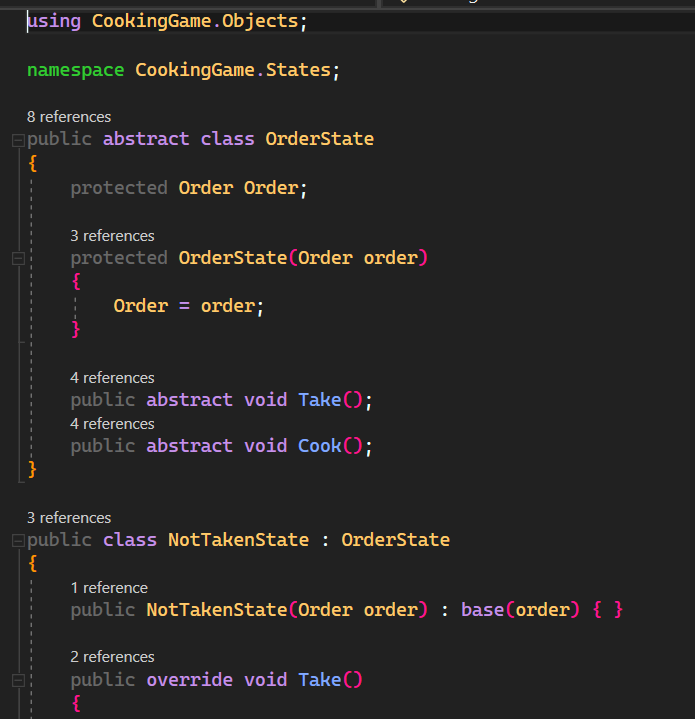 using CookingGame.Objects;
namespace CookingGame.States;
8 references
public abstract class OrderState
{
protected Order Order;
3 references
protected OrderState(Order order)
{
Order = order;
}
4 references
public abstract void Take();
4 references
public abstract void Cook();
}
3 references
public class NotTakenState : OrderState
{
1 reference
public NotTakenState(Order order) : base(order) { }
2 references
public override void Take()
{